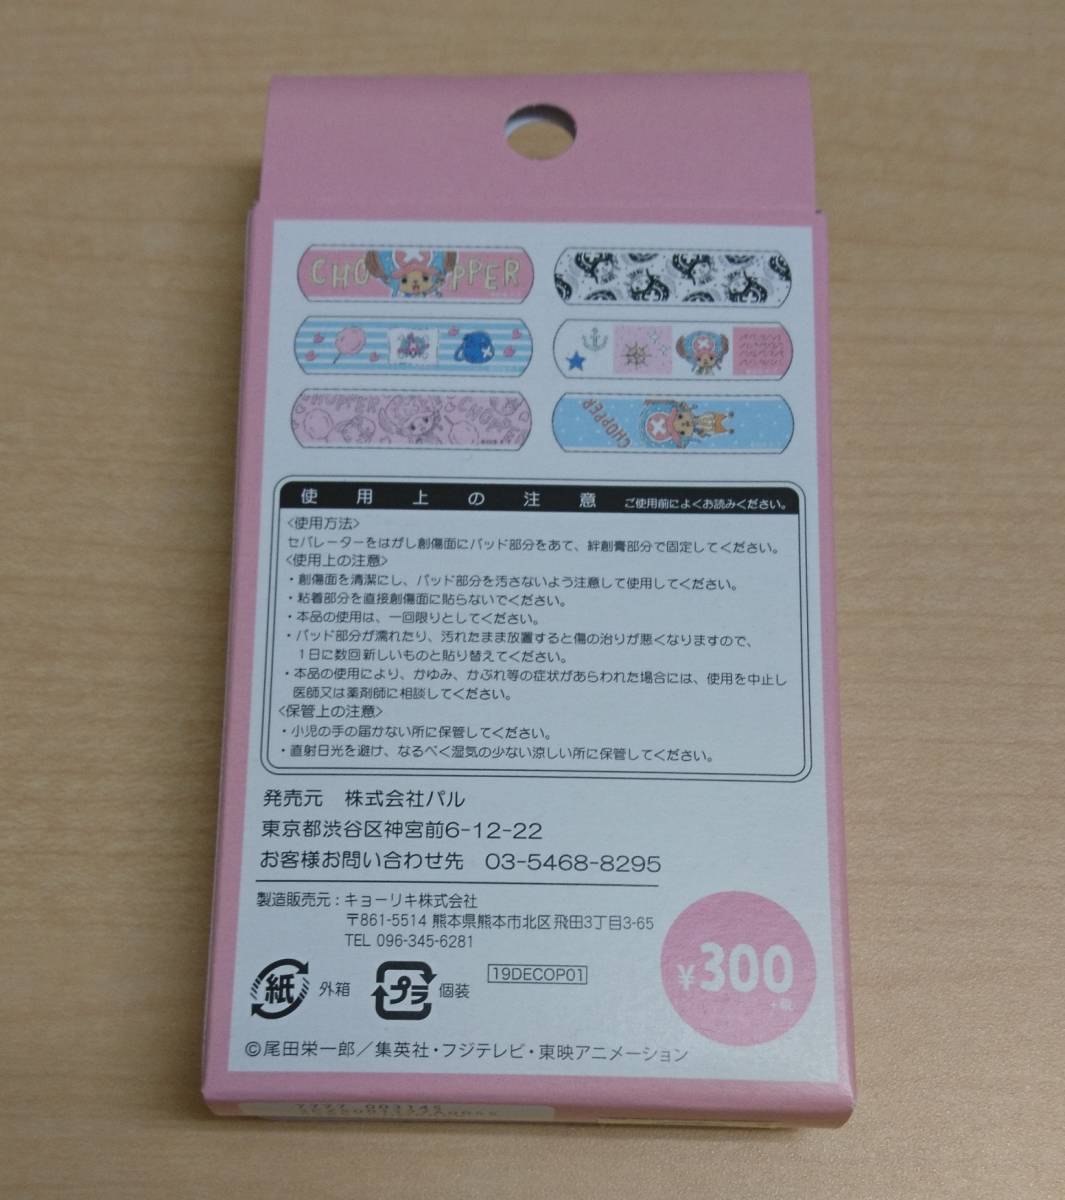 CHOPPER
CHOPPER
CHOPPER
CHOPPER
使用上の注意 ご使用前によくお読みください。
<使用方法>
セパレーターをはがし創傷面にパッド部分をあて、絆創膏部分で固定してください。
<使用上の注意>
・創傷面を清潔にし、パッド部分を汚さないよう注意して使用してください。
・粘着部分を直接創傷面に貼らないでください。
・本品の使用は、一回限りとしてください。
・パッド部分が濡れたり、汚れたまま放置すると傷の治りが悪くなりますので、
1日に数回新しいものと貼り替えてください。
・本品の使用により、かゆみ、かぶれ等の症状があらわれた場合には、使用を中止し
医師又は薬剤師に相談してください。
<保管上の注意>
・小児の手の届かない所に保管してください。
・直射日光を避け、なるべく湿気の少ない涼しい所に保管してください。
発売元 株式会社パル
東京都渋谷区神宮前6-12-22
お客様お問い合わせ先 03-5468-8295
製造販売元：キョーリキ株式会社
〒861-5514 熊本県熊本市北区飛田3丁目3-65
TEL 096-345-6281
紙 外箱 プラ 個装 19DECOP01
¥300
+税
©尾田栄一郎／集英社・フジテレビ・東映アニメーション